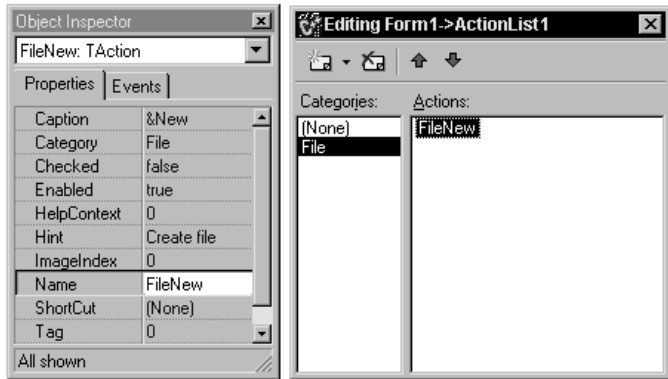 Object Inspector
FileNew: TAction
Properties Events
Caption &New
Category File
Checked false
Enabled true
HelpContext 0
Hint Create file
ImageIndex 0
Name FileNew
ShortCut (None)
Tag 0
All shown
Editing Form1->ActionList1
Categories: Actions:
(None) FileNew
File